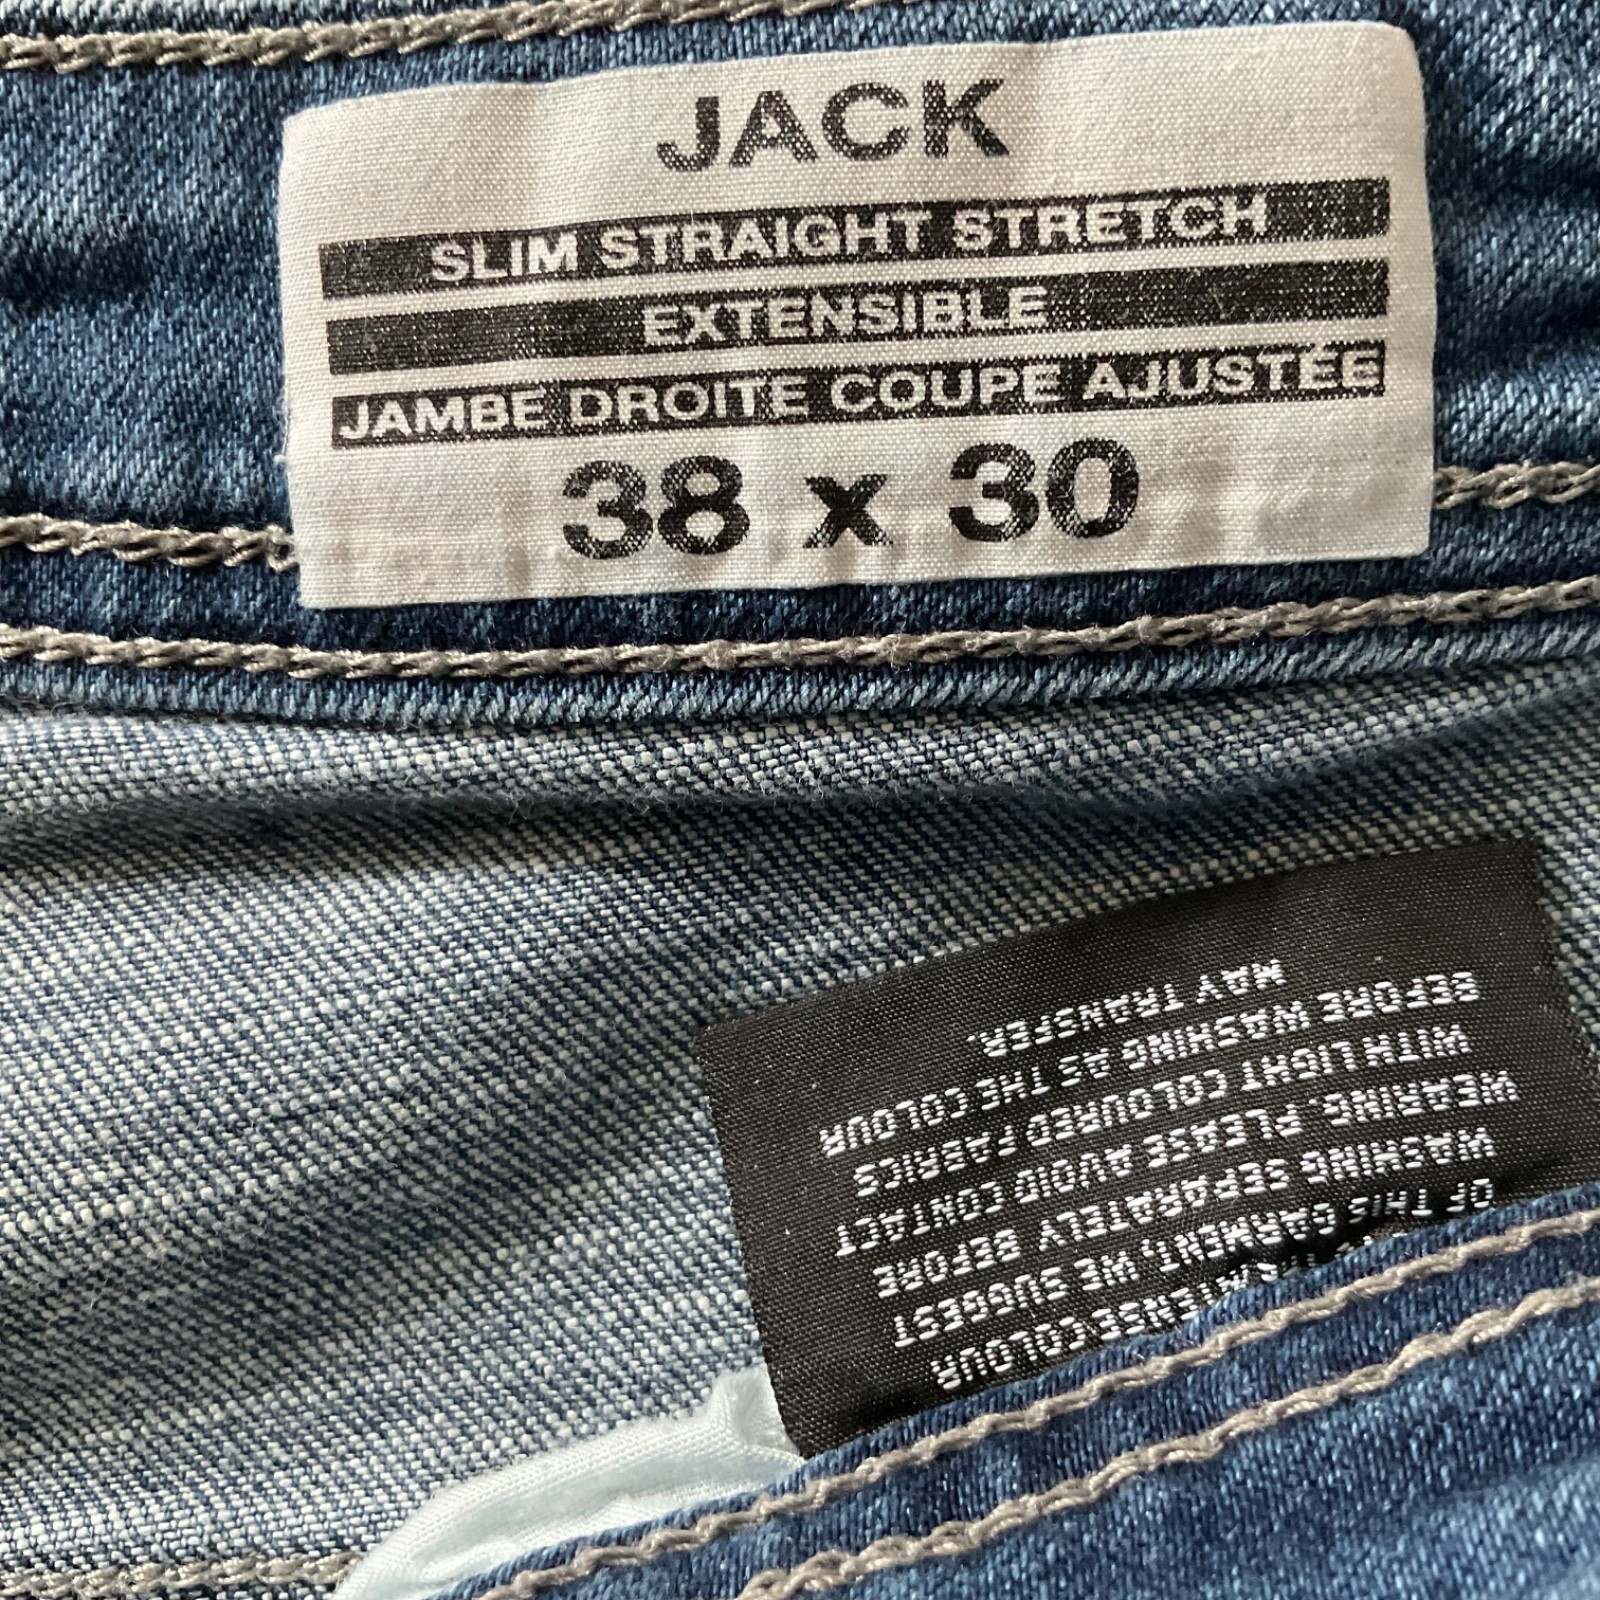 JACK
SLIM STRAIGHT STRETCH
EXTENSIBLE
JAMBE DROITE COUPE AJUSTÉE
38 x 30
COLOUR
OF THIS GARMENT, WE SUGGEST
WASHING SEPARATELY BEFORE
WEARING. PLEASE AVOID CONTACT
WITH LIGHT COLOURED FABRICS
BEFORE WASHING AS THE COLOUR
MAY TRANSFER.